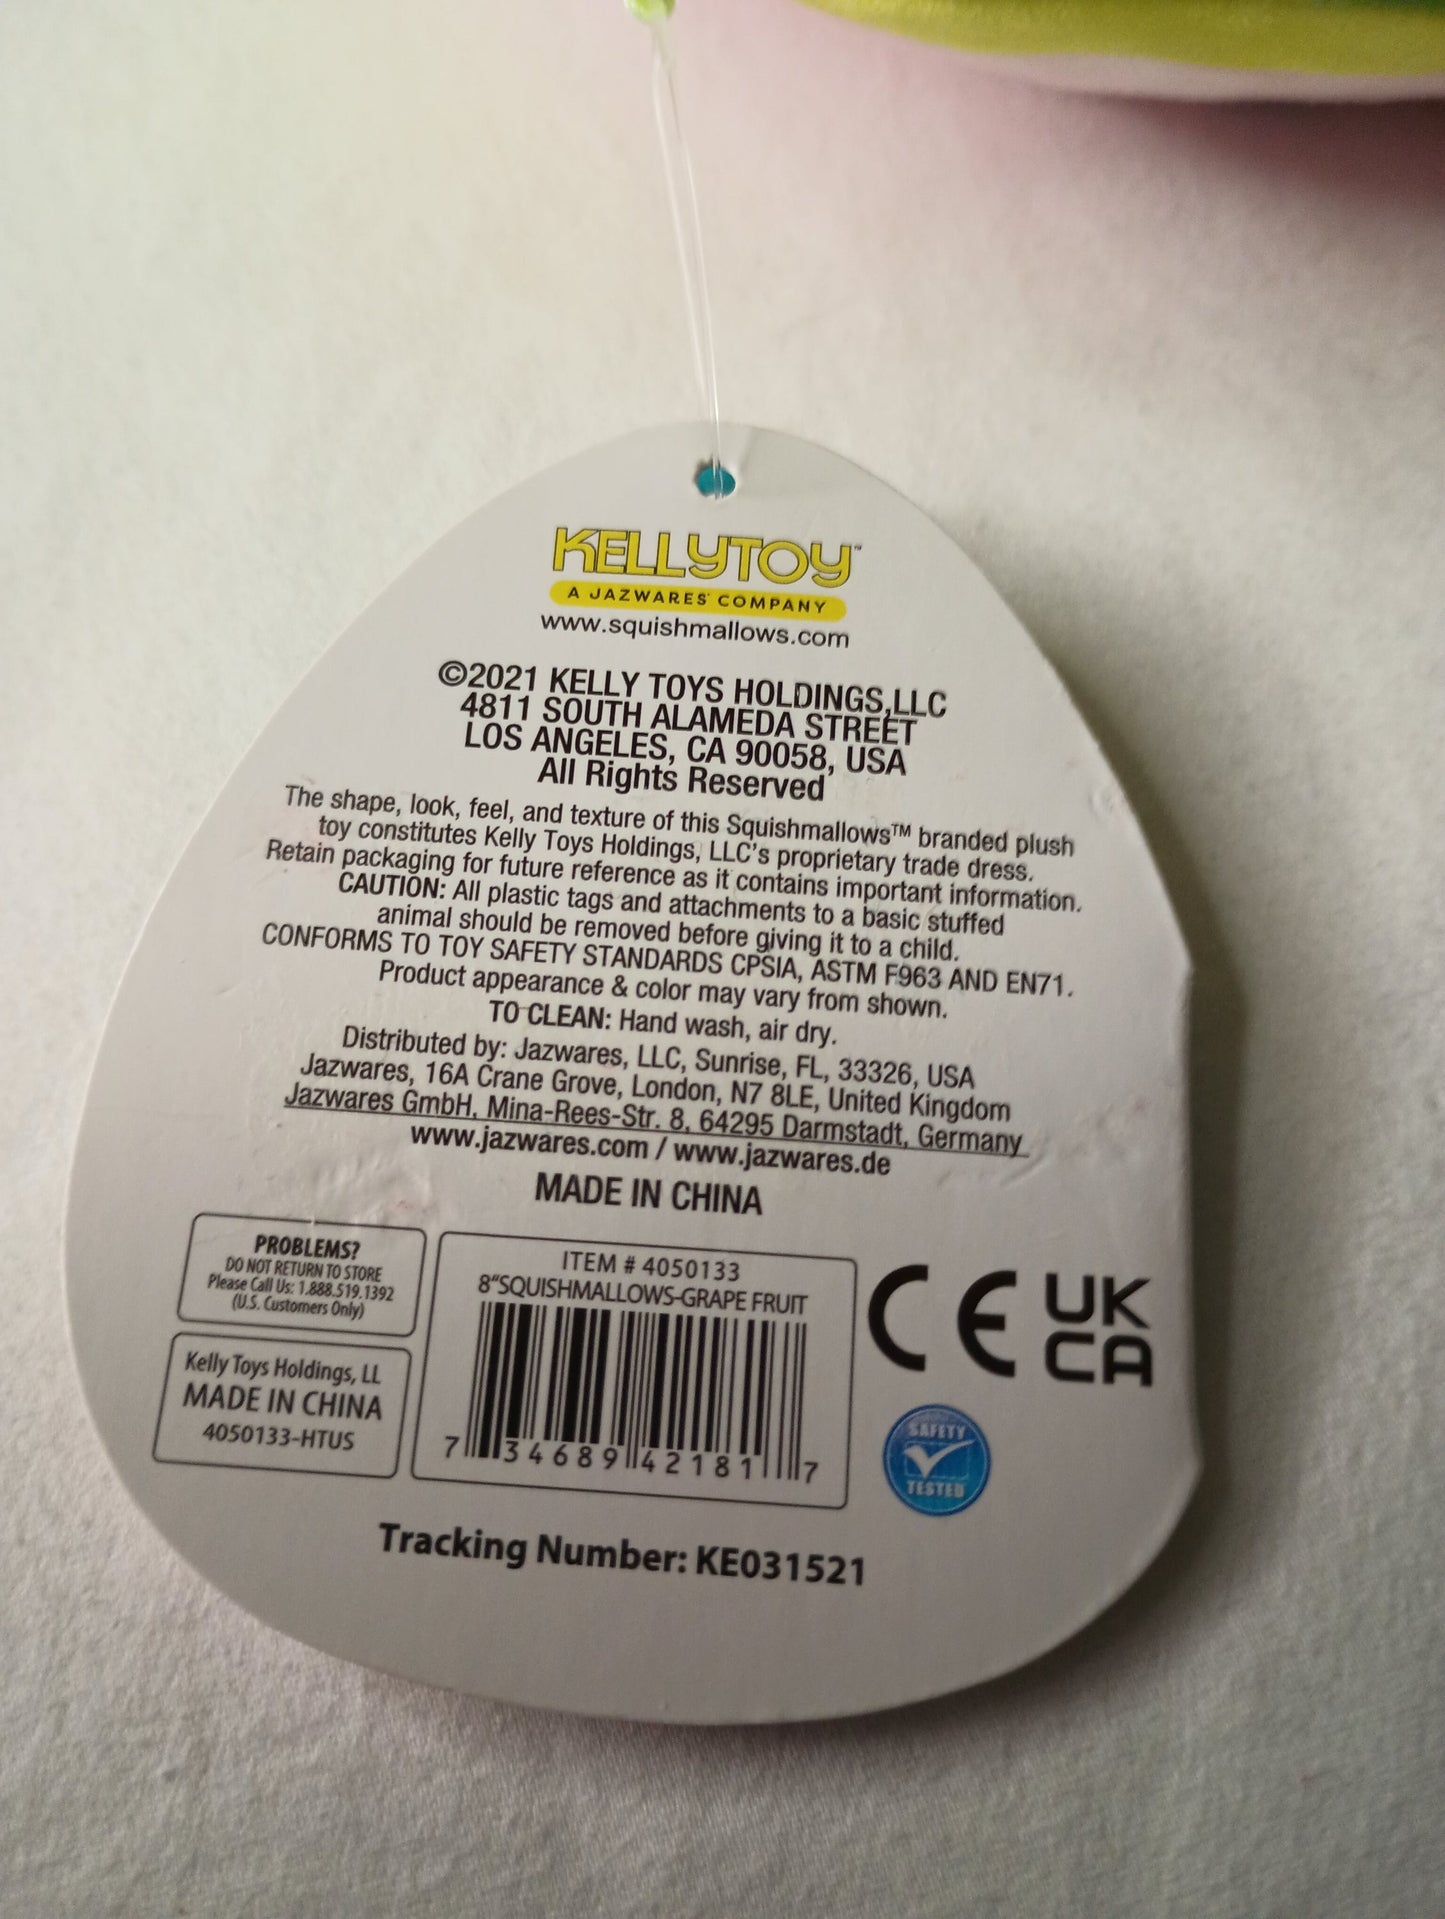 KELLYTOY™
A JAZWARES® COMPANY
www.squishmallows.com
©2021 KELLY TOYS HOLDINGS,LLC
4811 SOUTH ALAMEDA STREET
LOS ANGELES, CA 90058, USA
All Rights Reserved
The shape, look, feel, and texture of this Squishmallows™ branded plush
toy constitutes Kelly Toys Holdings, LLC's proprietary trade dress.
Retain packaging for future reference as it contains important information.
CAUTION: All plastic tags and attachments to a basic stuffed
animal should be removed before giving it to a child.
CONFORMS TO TOY SAFETY STANDARDS CPSIA, ASTM F963 AND EN71.
Product appearance & color may vary from shown.
TO CLEAN: Hand wash, air dry.
Distributed by: Jazwares, LLC, Sunrise, FL, 33326, USA
Jazwares, 16A Crane Grove, London, N7 8LE, United Kingdom
Jazwares GmbH, Mina-Rees-Str. 8, 64295 Darmstadt, Germany
www.jazwares.com / www.jazwares.de
MADE IN CHINA
PROBLEMS?
DO NOT RETURN TO STORE
Please Call Us: 1.888.519.1392
(U.S. Customers Only)
Kelly Toys Holdings, LL
MADE IN CHINA
4050133-HTUS
ITEM # 4050133
8“SQUISHMALLOWS-GRAPE FRUIT
7 34689 42181 7
CE
UK
CA
SAFETY
TESTED
Tracking Number: KE031521